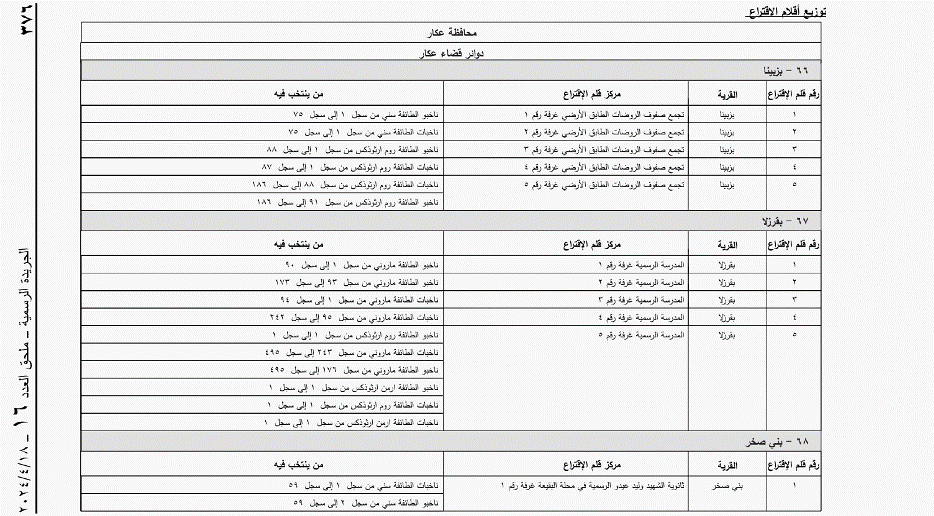 توزيع أقلام الإقتراع
٣٧٦
محافظة عكار
دوائر قضاء عكار
٦٦ - بزبينا
رقم قلم الإقتراع القرية مركز قلم الإقتراع من ينتخب فيه
١ بزبينا تجمع صفوف الروضات الطابق الأرضي غرفة رقم ١ ناخبو الطائفة سني من سجل ١ إلى سجل ٧٥
٢ بزبينا تجمع صفوف الروضات الطابق الأرضي غرفة رقم ٢ ناخبات الطائفة سني من سجل ١ إلى سجل ٧٥
٣ بزبينا تجمع صفوف الروضات الطابق الأرضي غرفة رقم ٣ ناخبو الطائفة روم ارثوذكس من سجل ١ إلى سجل ٨٨
٤ بزبينا تجمع صفوف الروضات الطابق الأرضي غرفة رقم ٤ ناخبات الطائفة روم ارثوذكس من سجل ١ إلى سجل ٨٧
٥ بزبينا تجمع صفوف الروضات الطابق الأرضي غرفة رقم ٥ ناخبات الطائفة روم ارثوذكس من سجل ٨٨ إلى سجل ١٨٦
ناخبو الطائفة روم ارثوذكس من سجل ٩١ إلى سجل ١٨٦
٦٧ - بقرزلا
رقم قلم الإقتراع القرية مركز قلم الإقتراع من ينتخب فيه
١ بقرزلا المدرسة الرسمية غرفة رقم ١ ناخبو الطائفة ماروني من سجل ١ إلى سجل ٩٠
٢ بقرزلا المدرسة الرسمية غرفة رقم ٢ ناخبو الطائفة ماروني من سجل ٩٣ إلى سجل ١٧٣
٣ بقرزلا المدرسة الرسمية غرفة رقم ٣ ناخبات الطائفة ماروني من سجل ١ إلى سجل ٩٤
٤ بقرزلا المدرسة الرسمية غرفة رقم ٤ ناخبات الطائفة ماروني من سجل ٩٥ إلى سجل ٢٤٢
٥ بقرزلا المدرسة الرسمية غرفة رقم ٥ ناخبو الطائفة روم ارثوذكس من سجل ١ إلى سجل ١
ناخبات الطائفة ماروني من سجل ٢٤٣ إلى سجل ٤٩٥
ناخبو الطائفة ماروني من سجل ١٧٦ إلى سجل ٤٩٥
ناخبو الطائفة ارمن ارثوذكس من سجل ١ إلى سجل ١
ناخبات الطائفة روم ارثوذكس من سجل ١ إلى سجل ١
ناخبات الطائفة ارمن ارثوذكس من سجل ١ إلى سجل ١
٦٨ - بني صخر
رقم قلم الإقتراع القرية مركز قلم الإقتراع من ينتخب فيه
١ بني صخر ثانوية الشهيد وليد عبدو الرسمية في محلة البقيعة غرفة رقم ١ ناخبات الطائفة سني من سجل ١ إلى سجل ٥٩
ناخبو الطائفة سني من سجل ٢ إلى سجل ٥٩
الجريدة الرسمية - ملحق العدد ١٦ - ٢٠٢٤/٤/١٨